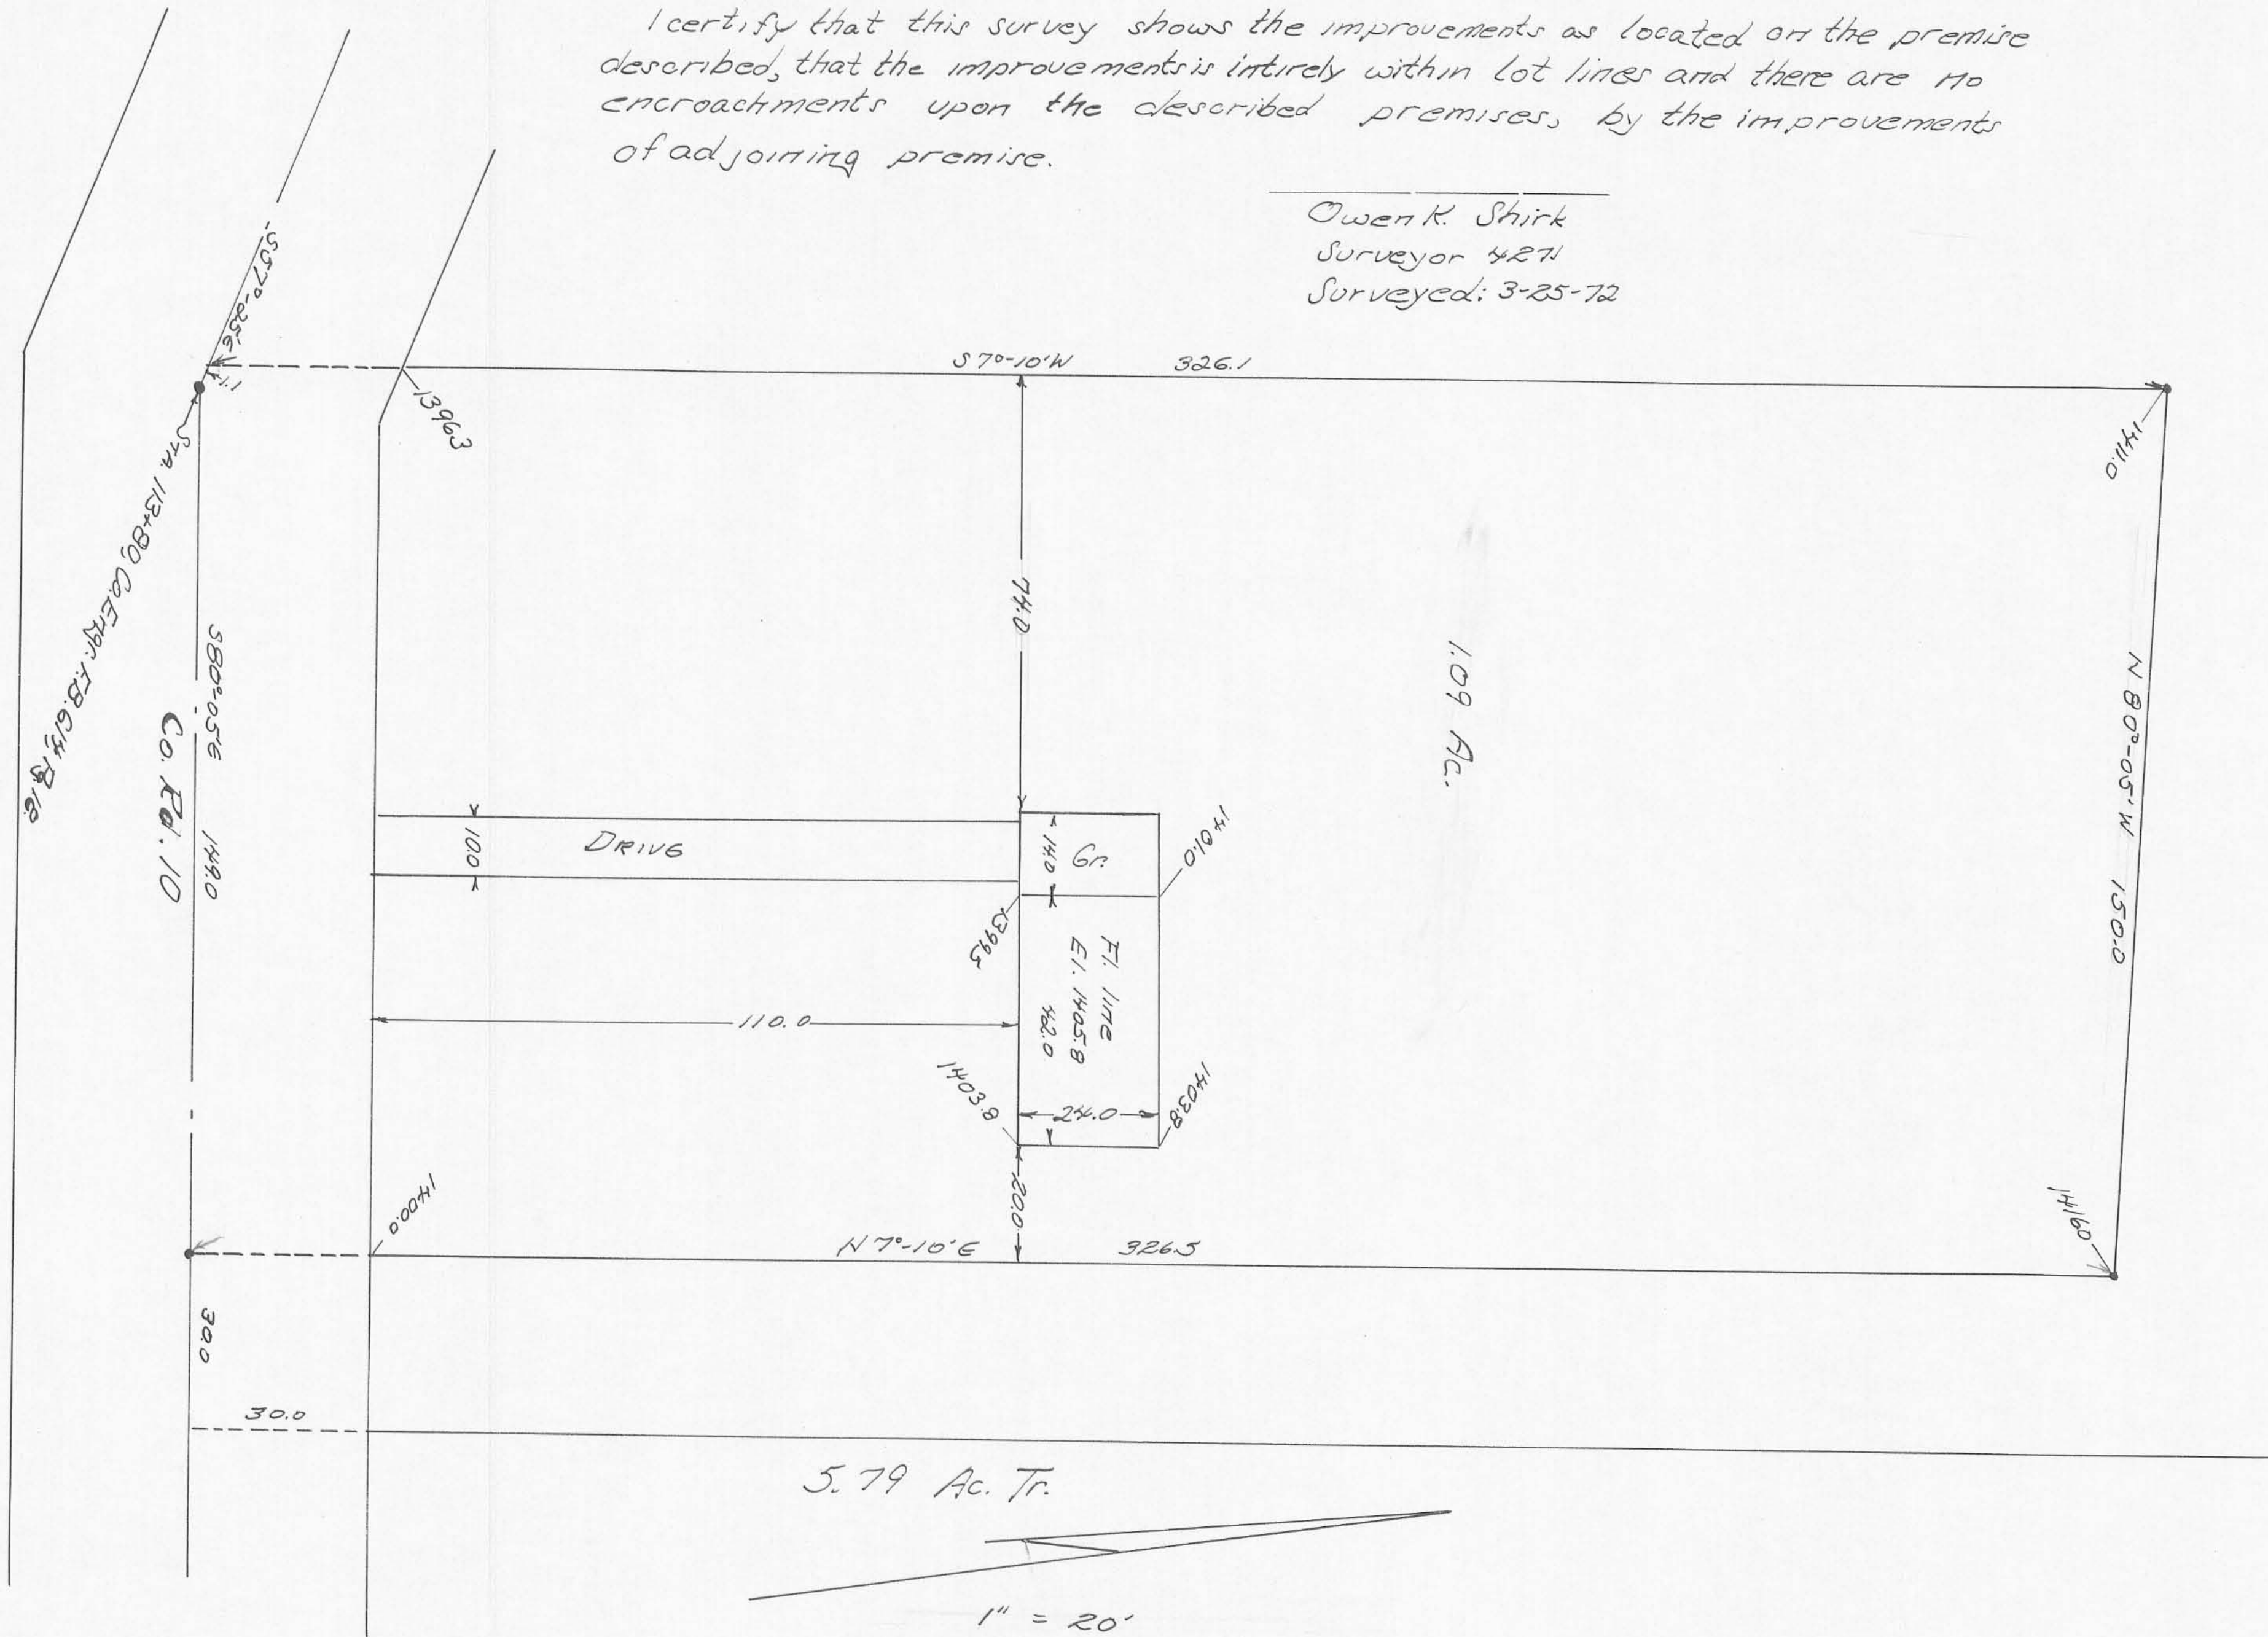 I certify that this survey shows the improvements as located on the premise
described, that the improvements is intirely within lot lines and there are no
encroachments upon the described premises, by the improvements
of adjoining premise.
Owen K. Shirk
Surveyor 4271
Surveyed: 3-25-72
S57°-025'E
1.1
STA. 113+80, Co. Engr. F.B. 614
S 7°-10'W 326.1
1396.3
1411.0
74.0
S80°-05'E 149.0
Co. Rd. 10
1.09 Ac.
N 80°-05'W 150.0
10.0
DRIVE
14.0
Gr.
1401.0
1399.5
Fl. line
El. 1405.8
42.0
110.0
1403.8
24.0
1403.8
20.0
1400.0
N 7°-10'E 326.5
1416.0
30.0
30.0
5.79 Ac. Tr.
1" = 20'